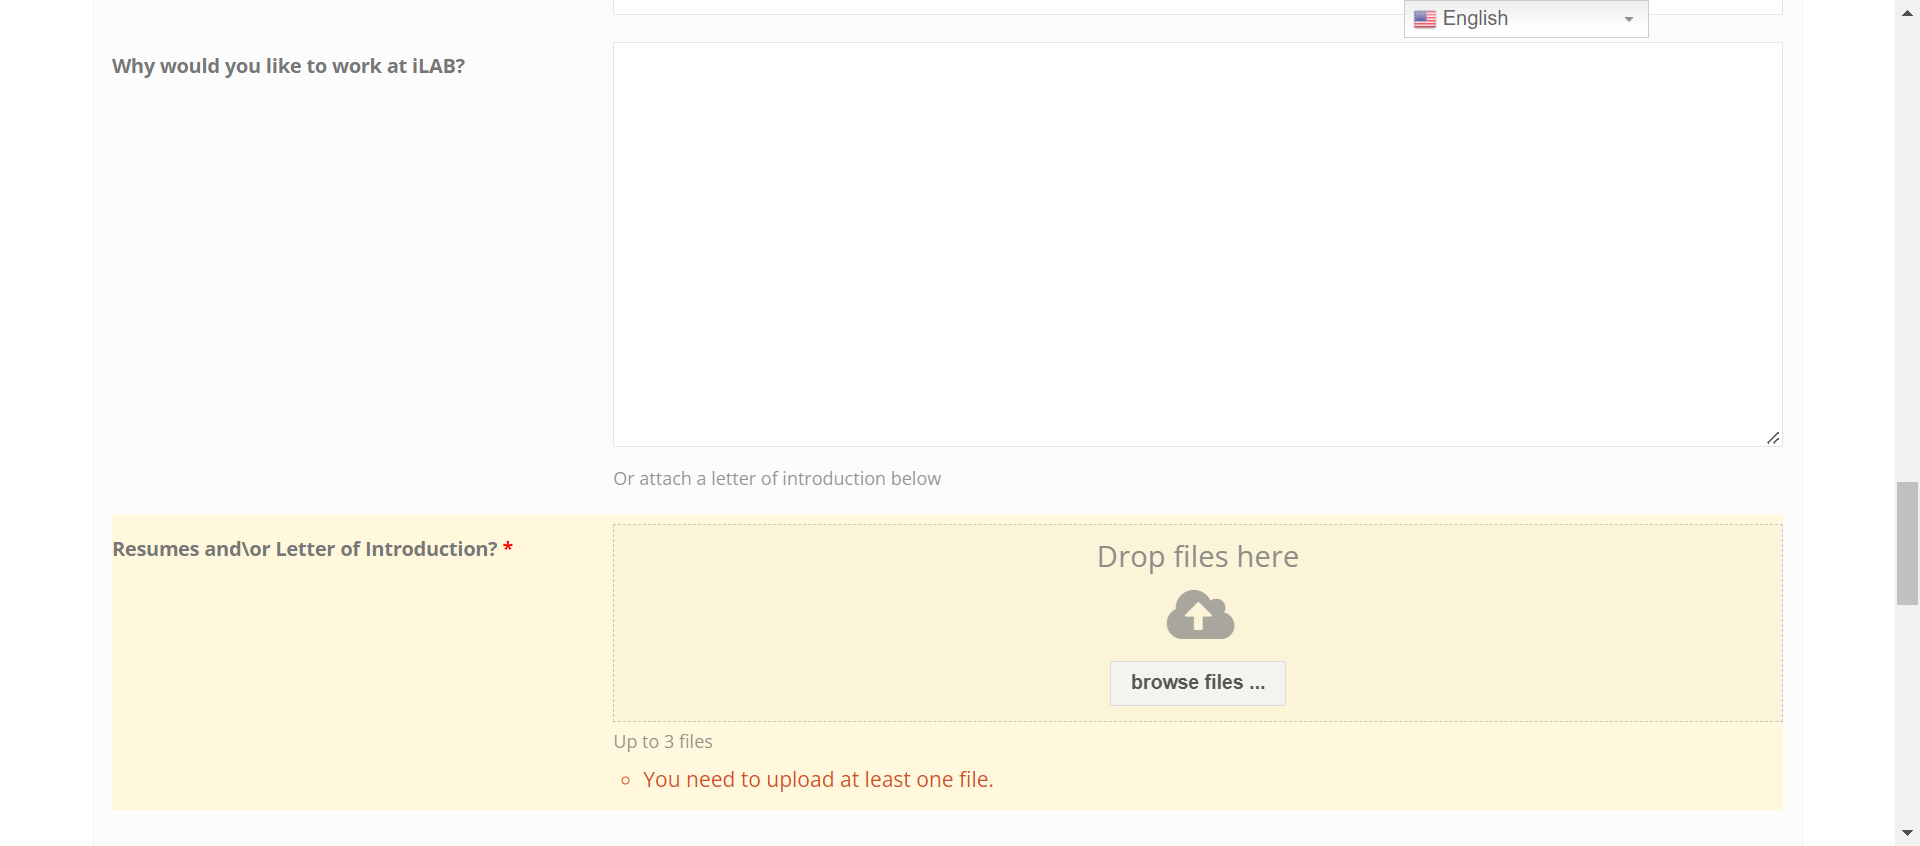 English
Why would you like to work at iLAB?
Or attach a letter of introduction below
Resumes and\or Letter of Introduction? *
Drop files here
browse files ...
Up to 3 files
You need to upload at least one file.